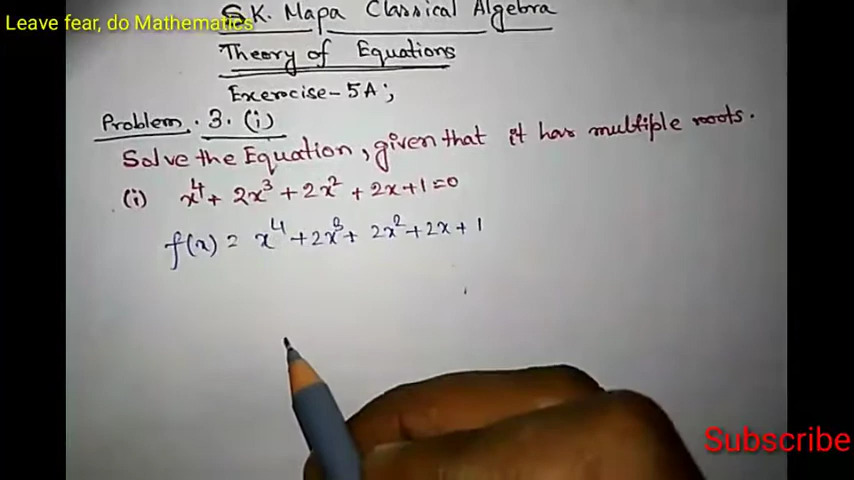 Leave fear, do Mathematics
S.K. Mapa Classical Algebra
Theory of Equations
Exercise-5A;
Problem. 3. (i)
Solve the Equation, given that it has multiple roots.
(i) x⁴+ 2x³ + 2x² + 2x+1=0
f(x) = x⁴+2x³+ 2x²+2x+1
Subscribe